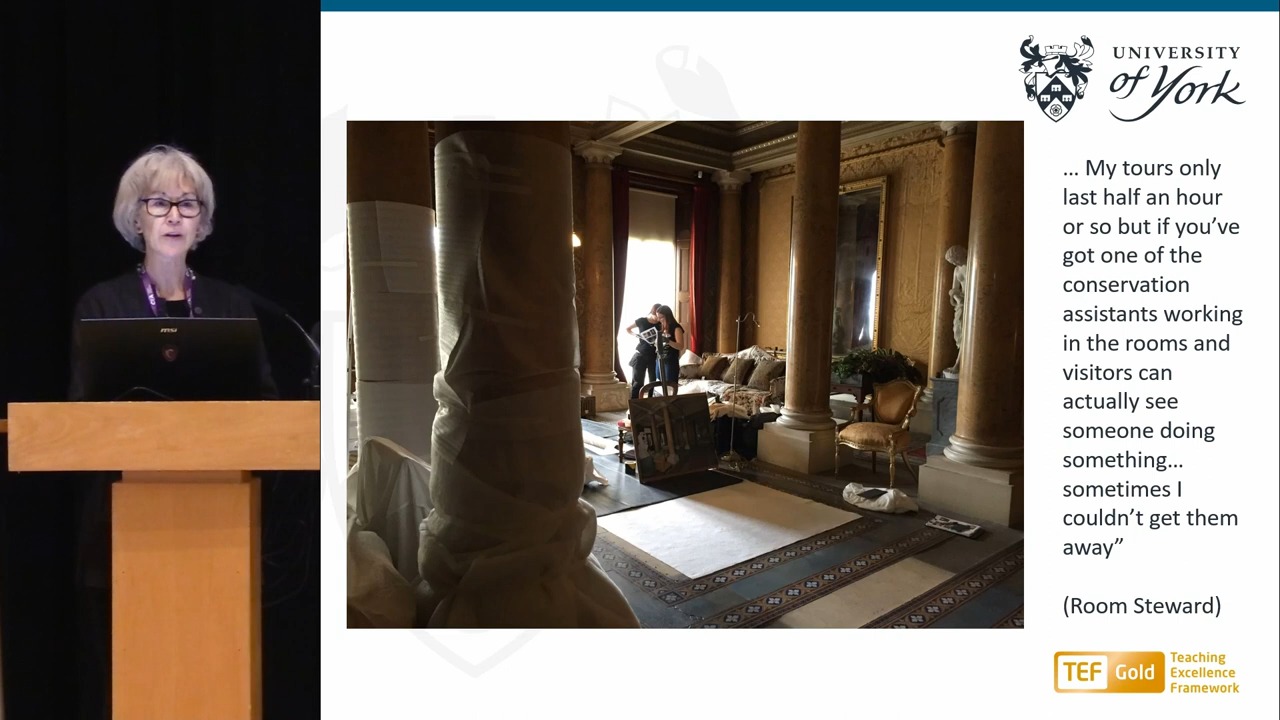 UNIVERSITY
of York
... My tours only
last half an hour
or so but if you’ve
got one of the
conservation
assistants working
in the rooms and
visitors can
actually see
someone doing
something...
sometimes I
couldn’t get them
away”
(Room Steward)
TEF Gold
Teaching
Excellence
Framework
msi